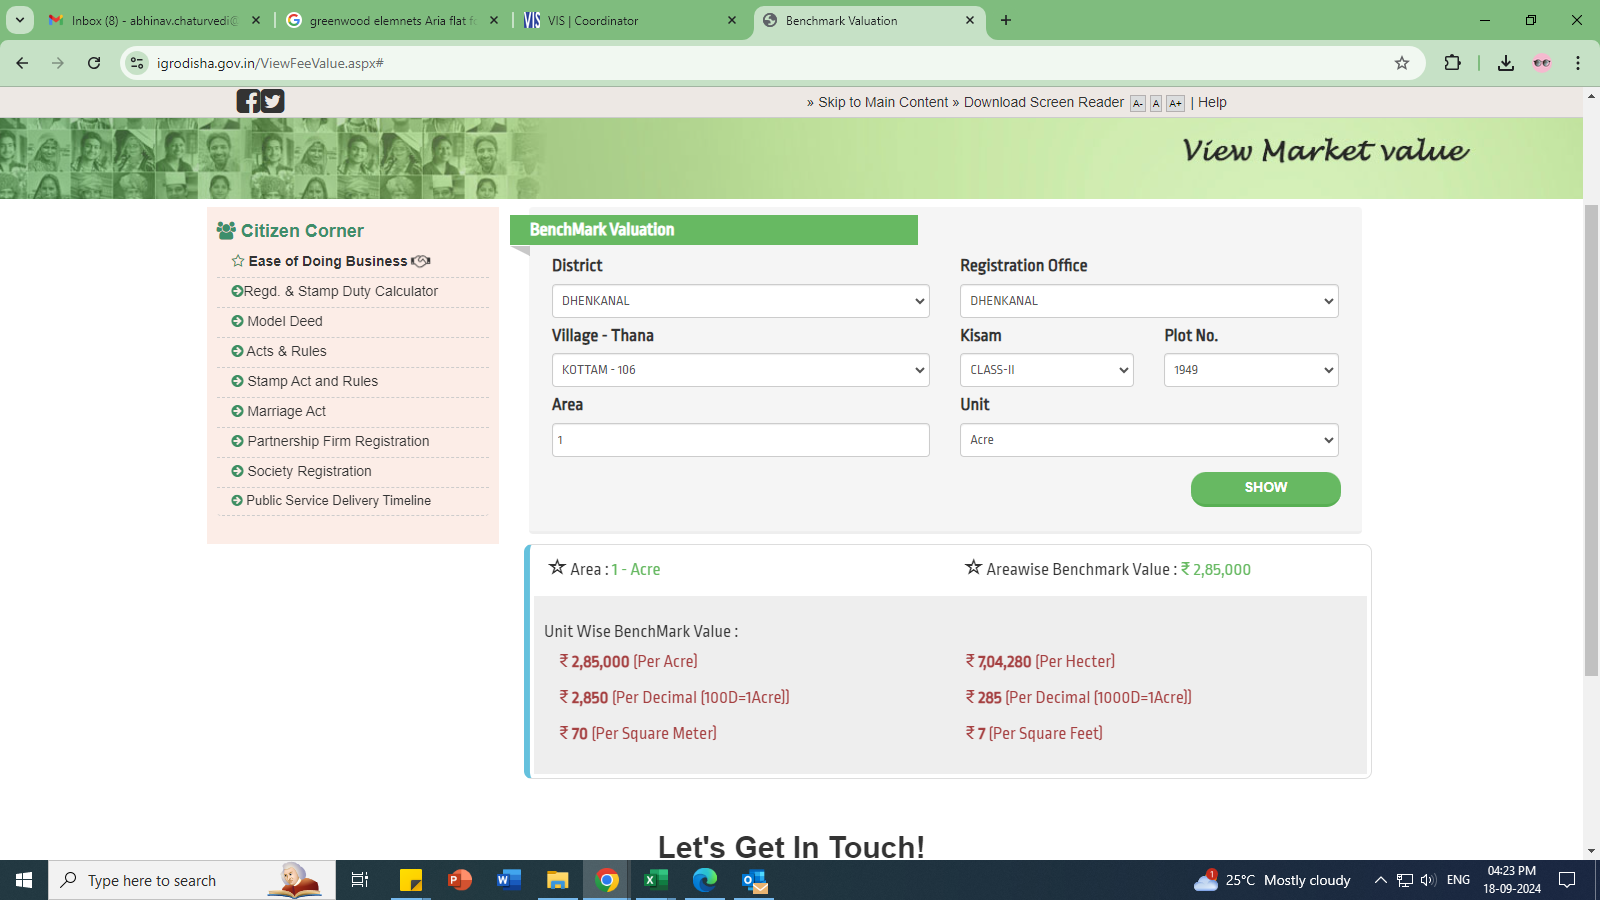 Inbox (8) - abhinav.chaturvedi@
greenwood elemnets Aria flat fo
VIS
VIS | Coordinator
Benchmark Valuation
igrodisha.gov.in/ViewFeeValue.aspx#
» Skip to Main Content » Download Screen Reader A- A A+ | Help
View Market value
Citizen Corner
Ease of Doing Business
Regd. & Stamp Duty Calculator
Model Deed
Acts & Rules
Stamp Act and Rules
Marriage Act
Partnership Firm Registration
Society Registration
Public Service Delivery Timeline
BenchMark Valuation
District
Registration Office
DHENKANAL
DHENKANAL
Village - Thana
Kisam
Plot No.
KOTTAM - 106
CLASS-II
1949
Area
Unit
1
Acre
SHOW
Area : 1 - Acre
Areawise Benchmark Value : ₹ 2,85,000
Unit Wise BenchMark Value :
₹ 2,85,000 (Per Acre)
₹ 7,04,280 (Per Hecter)
₹ 2,850 (Per Decimal (100D=1Acre))
₹ 285 (Per Decimal (1000D=1Acre))
₹ 70 (Per Square Meter)
₹ 7 (Per Square Feet)
Let's Get In Touch!
Type here to search
1
25°C Mostly cloudy
ENG
04:23 PM
18-09-2024